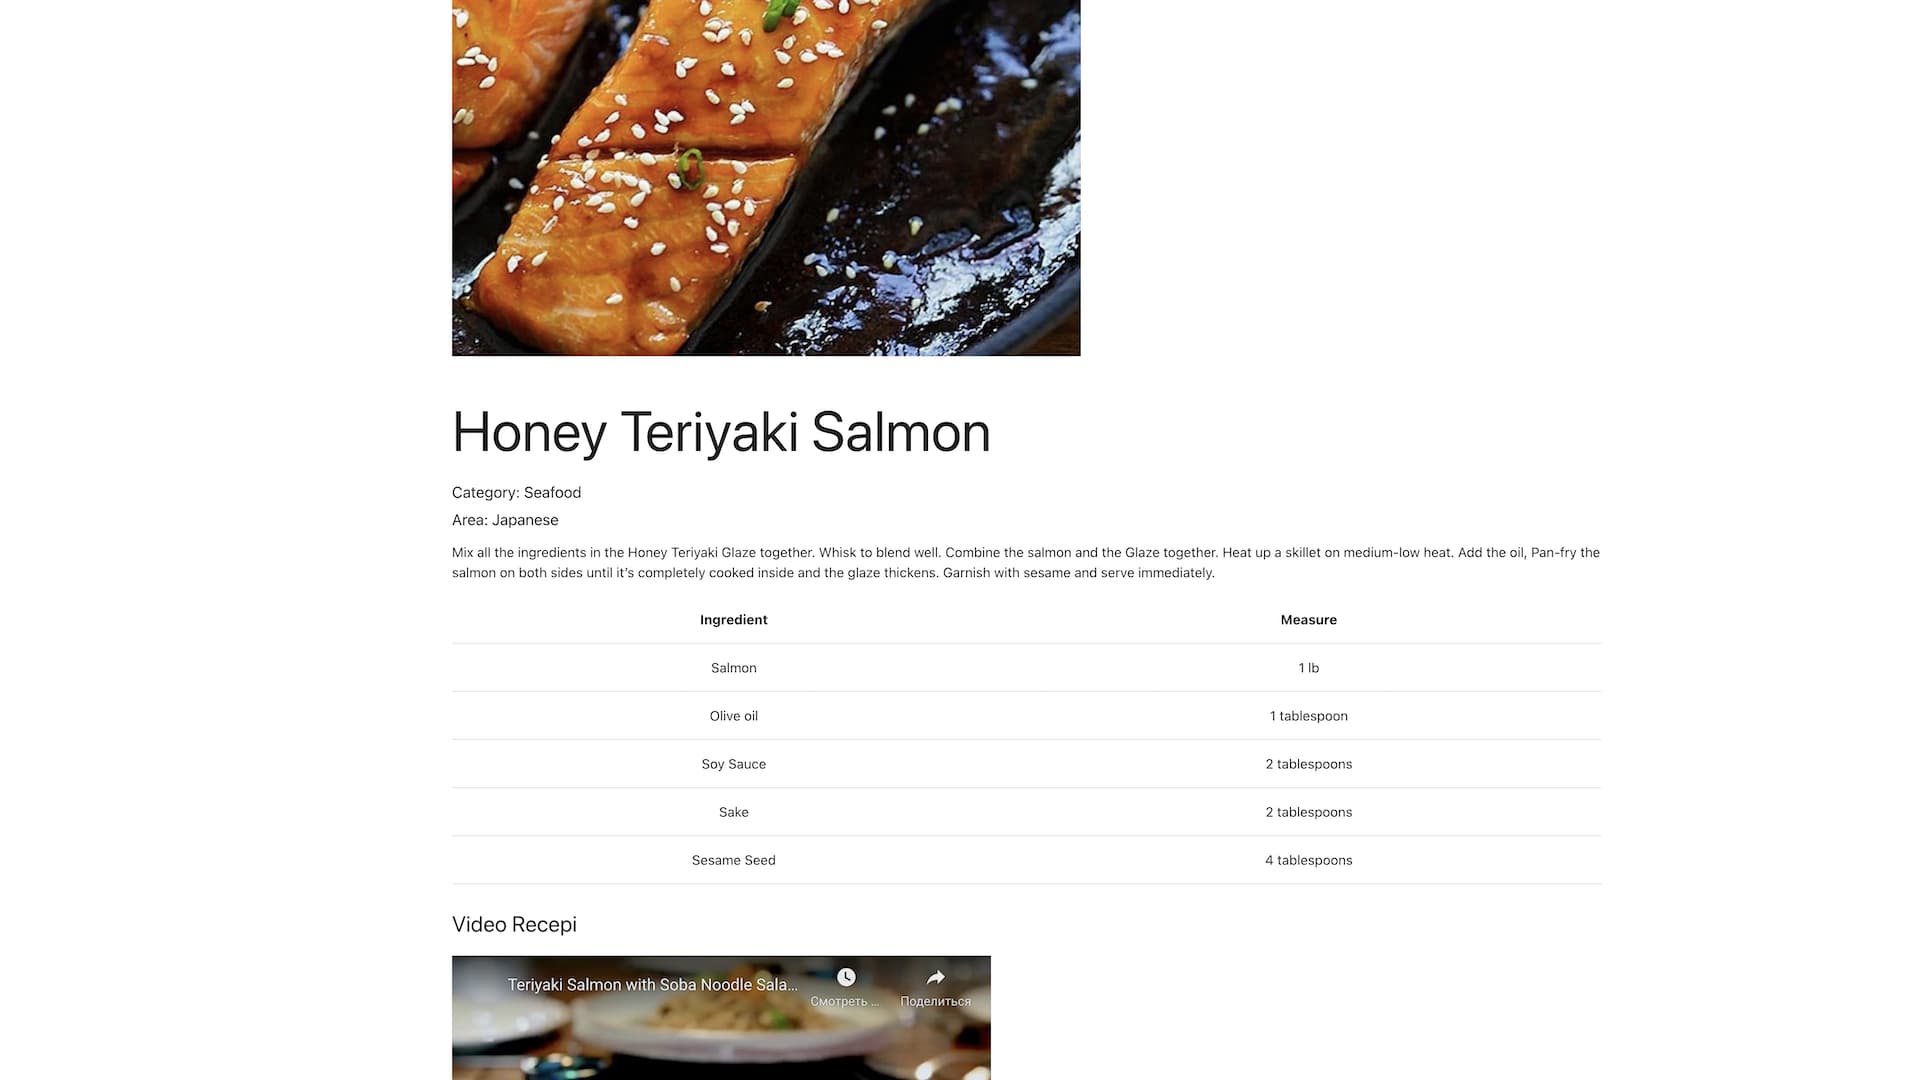 Honey Teriyaki Salmon
Category: Seafood
Area: Japanese
Mix all the ingredients in the Honey Teriyaki Glaze together. Whisk to blend well. Combine the salmon and the Glaze together. Heat up a skillet on medium-low heat. Add the oil, Pan-fry the
salmon on both sides until it’s completely cooked inside and the glaze thickens. Garnish with sesame and serve immediately.
Ingredient Measure
Salmon 1 lb
Olive oil 1 tablespoon
Soy Sauce 2 tablespoons
Sake 2 tablespoons
Sesame Seed 4 tablespoons
Video Recepi
Teriyaki Salmon with Soba Noodle Sala...
Смотреть ... Поделиться